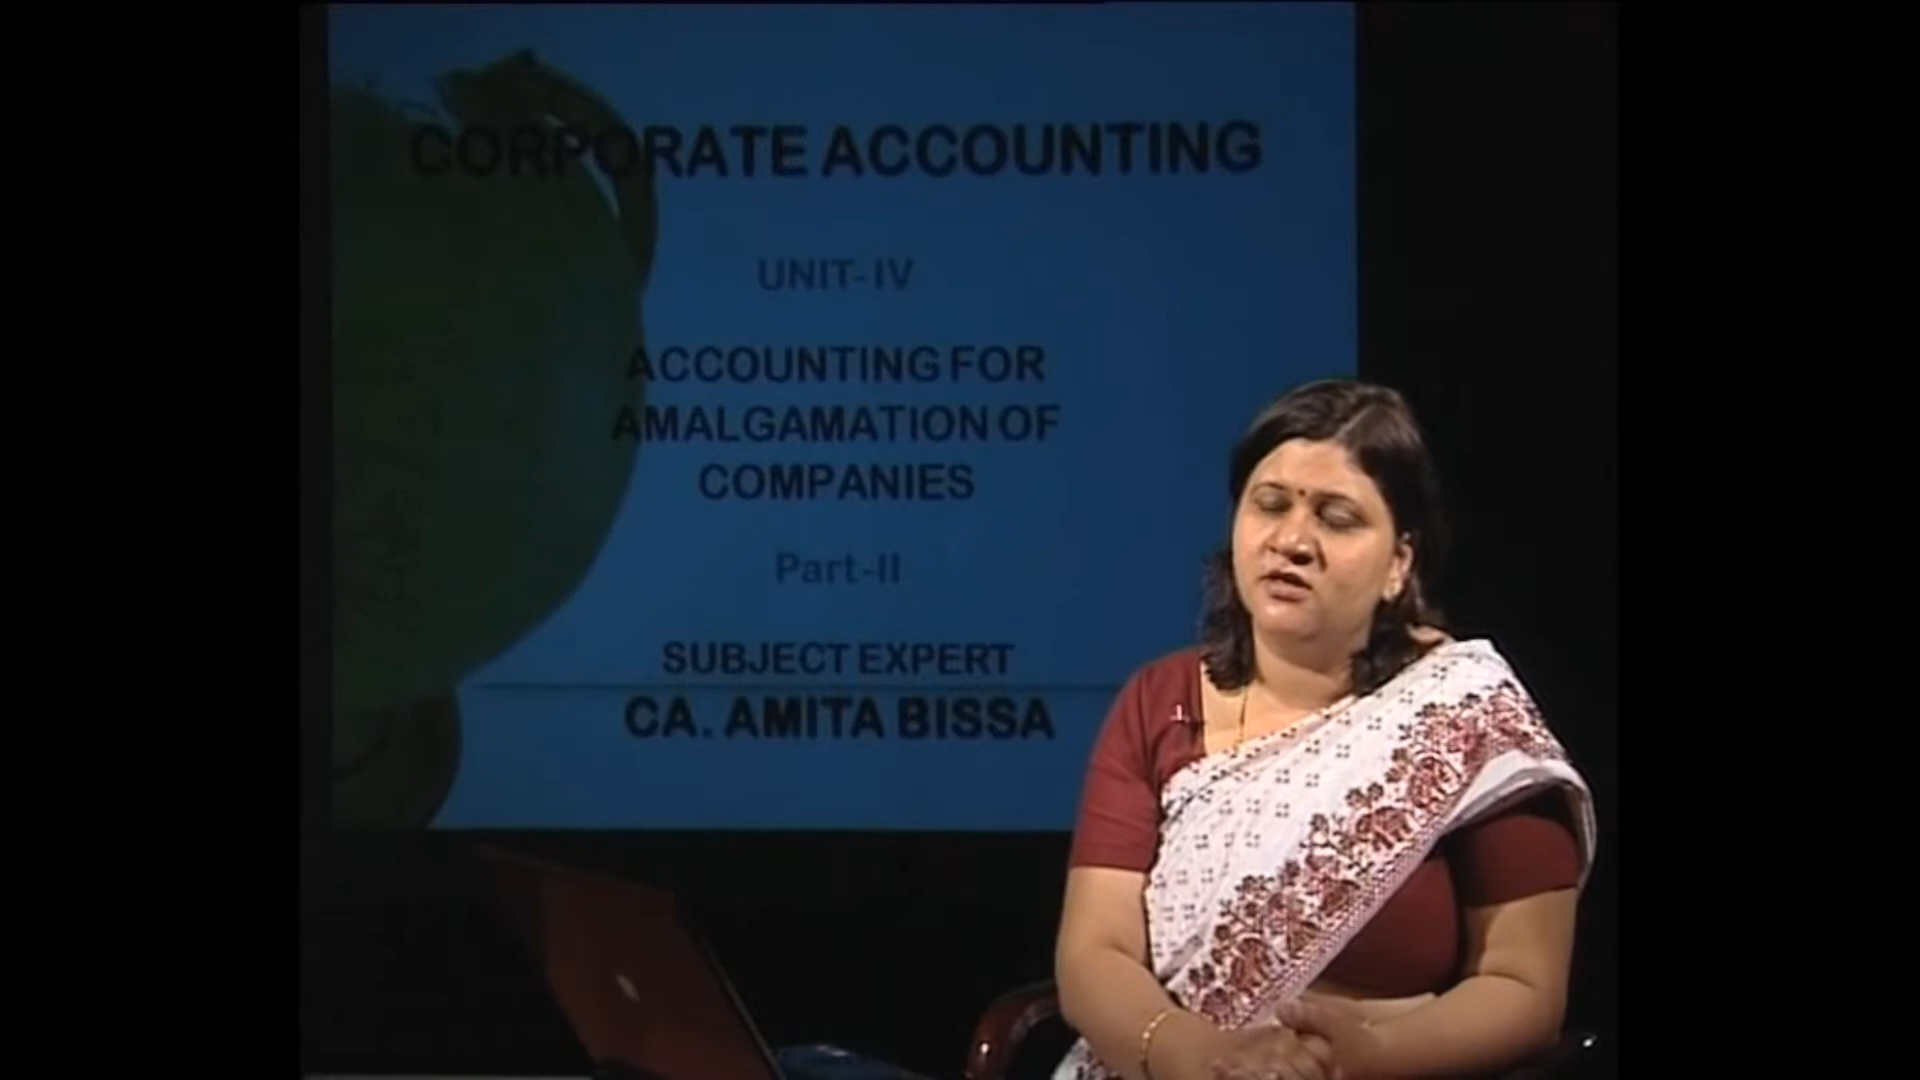 CORPORATE ACCOUNTING
UNIT-IV
ACCOUNTING FOR
AMALGAMATION OF
COMPANIES
Part-II
SUBJECT EXPERT
CA. AMITA BISSA